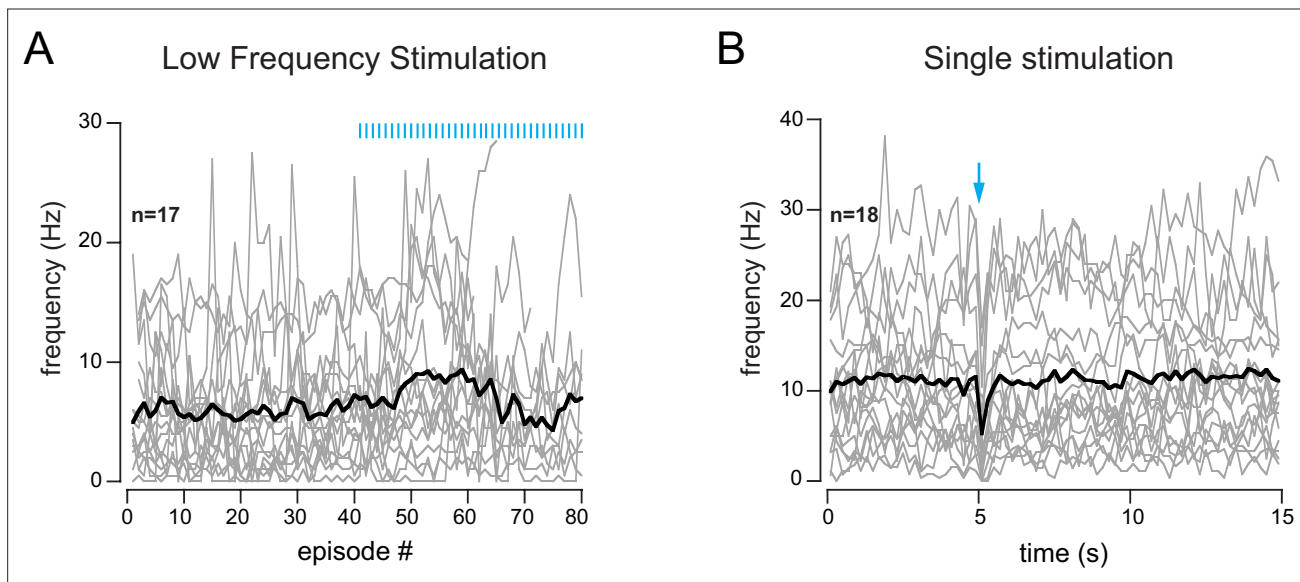 A
Low Frequency Stimulation
30
20
10
0
frequency (Hz)
n=17
0 10 20 30 40 50 60 70 80
episode #
B
Single stimulation
40
30
20
10
0
frequency (Hz)
n=18
0 5 10 15
time (s)